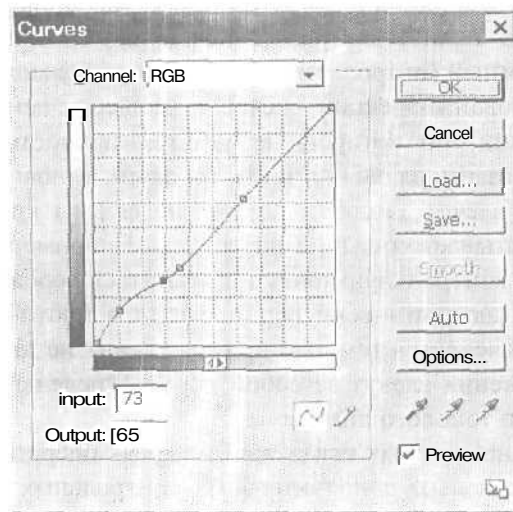 Curves
Channel: RGB
OK
Cancel
Load...
Save...
Smooth
Auto
Options...
input: 73
Output: [65
Preview